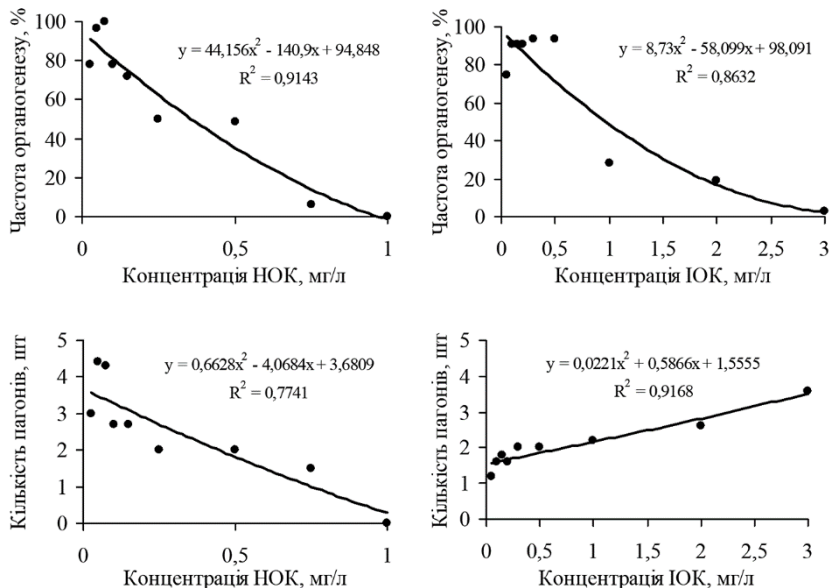 Частота органогенезу, %
100
80
60
40
20
0
y = 44,156x² - 140,9x + 94,848
R² = 0,9143
0
0,5
1
Концентрація НОК, мг/л
Частота органогенезу, %
100
80
60
40
20
0
y = 8,73x² - 58,099x + 98,091
R² = 0,8632
0
0,5
1
1,5
2
2,5
3
Концентрація ІОК, мг/л
Кількість пагонів, шт
5
4
3
2
1
0
y = 0,6628x² - 4,0684x + 3,6809
R² = 0,7741
0
0,5
1
Концентрація НОК, мг/л
Кількість пагонів, шт
5
4
3
2
1
0
y = 0,0221x² + 0,5866x + 1,5555
R² = 0,9168
0
0,5
1
1,5
2
2,5
3
Концентрація ІОК, мг/л